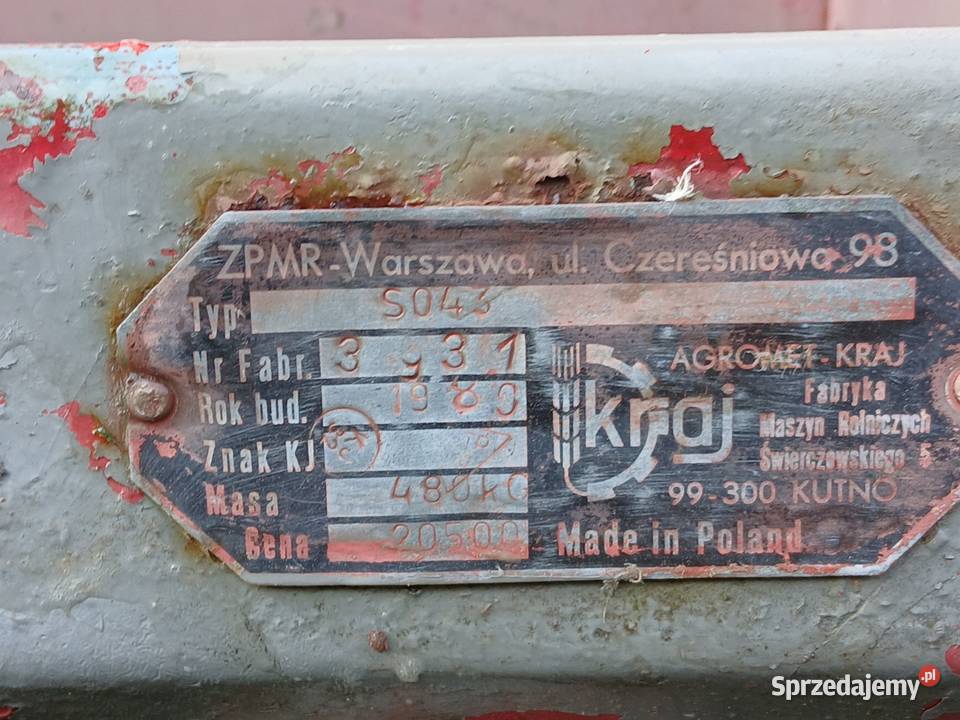 ZPMR-Warszawa, ul. Czereśniowa 98
Typ S043
Nr Fabr. 3931
Rok bud. 1989
Znak KJ
Masa 480kG
Cena 20500
kraj
AGROMET-KRAJ
Fabryka
Maszyn Rolniczych
Świerczewskiego 5
99-300 KUTNO
Made in Poland
Sprzedajemy.pl